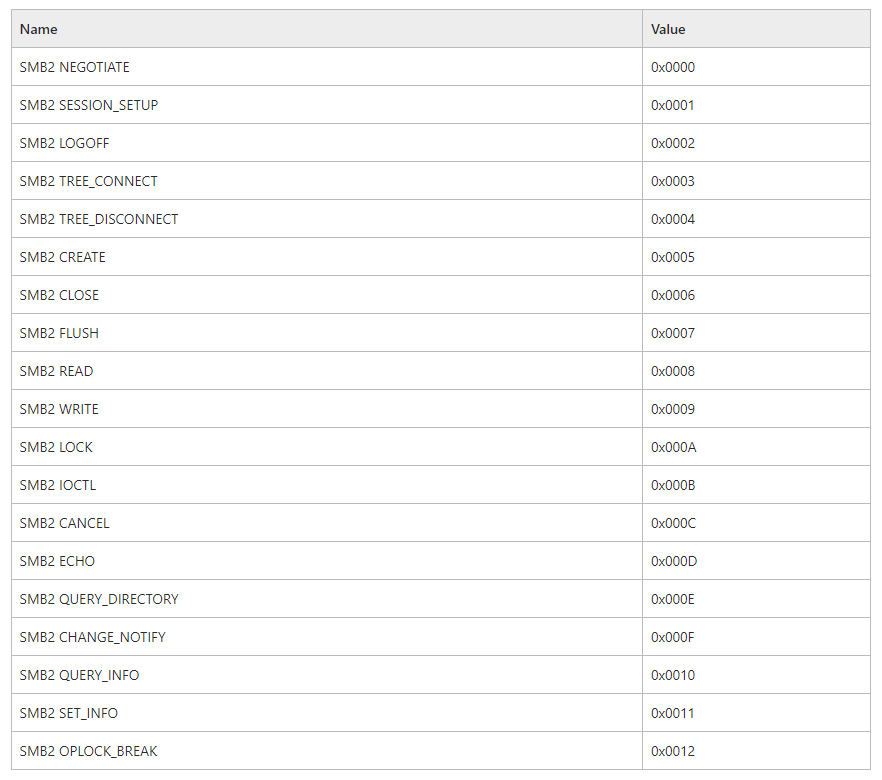 Name Value
SMB2 NEGOTIATE 0x0000
SMB2 SESSION_SETUP 0x0001
SMB2 LOGOFF 0x0002
SMB2 TREE_CONNECT 0x0003
SMB2 TREE_DISCONNECT 0x0004
SMB2 CREATE 0x0005
SMB2 CLOSE 0x0006
SMB2 FLUSH 0x0007
SMB2 READ 0x0008
SMB2 WRITE 0x0009
SMB2 LOCK 0x000A
SMB2 IOCTL 0x000B
SMB2 CANCEL 0x000C
SMB2 ECHO 0x000D
SMB2 QUERY_DIRECTORY 0x000E
SMB2 CHANGE_NOTIFY 0x000F
SMB2 QUERY_INFO 0x0010
SMB2 SET_INFO 0x0011
SMB2 OPLOCK_BREAK 0x0012